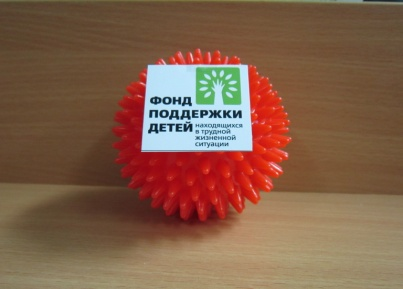 ФОНД
ПОДДЕРЖКИ
ДЕТЕЙ
находящихся
в трудной
жизненной
ситуации